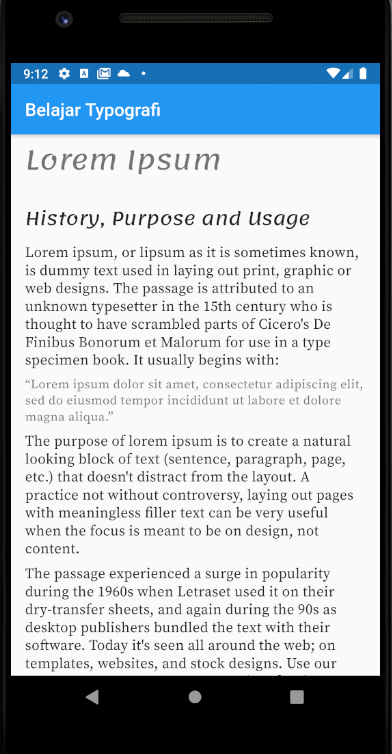 9:12
Belajar Typografi
Lorem Ipsum
History, Purpose and Usage
Lorem ipsum, or lipsum as it is sometimes known,
is dummy text used in laying out print, graphic or
web designs. The passage is attributed to an
unknown typesetter in the 15th century who is
thought to have scrambled parts of Cicero's De
Finibus Bonorum et Malorum for use in a type
specimen book. It usually begins with:
“Lorem ipsum dolor sit amet, consectetur adipiscing elit,
sed do eiusmod tempor incididunt ut labore et dolore
magna aliqua.”
The purpose of lorem ipsum is to create a natural
looking block of text (sentence, paragraph, page,
etc.) that doesn't distract from the layout. A
practice not without controversy, laying out pages
with meaningless filler text can be very useful
when the focus is meant to be on design, not
content.
The passage experienced a surge in popularity
during the 1960s when Letraset used it on their
dry-transfer sheets, and again during the 90s as
desktop publishers bundled the text with their
software. Today it's seen all around the web; on
templates, websites, and stock designs. Use our